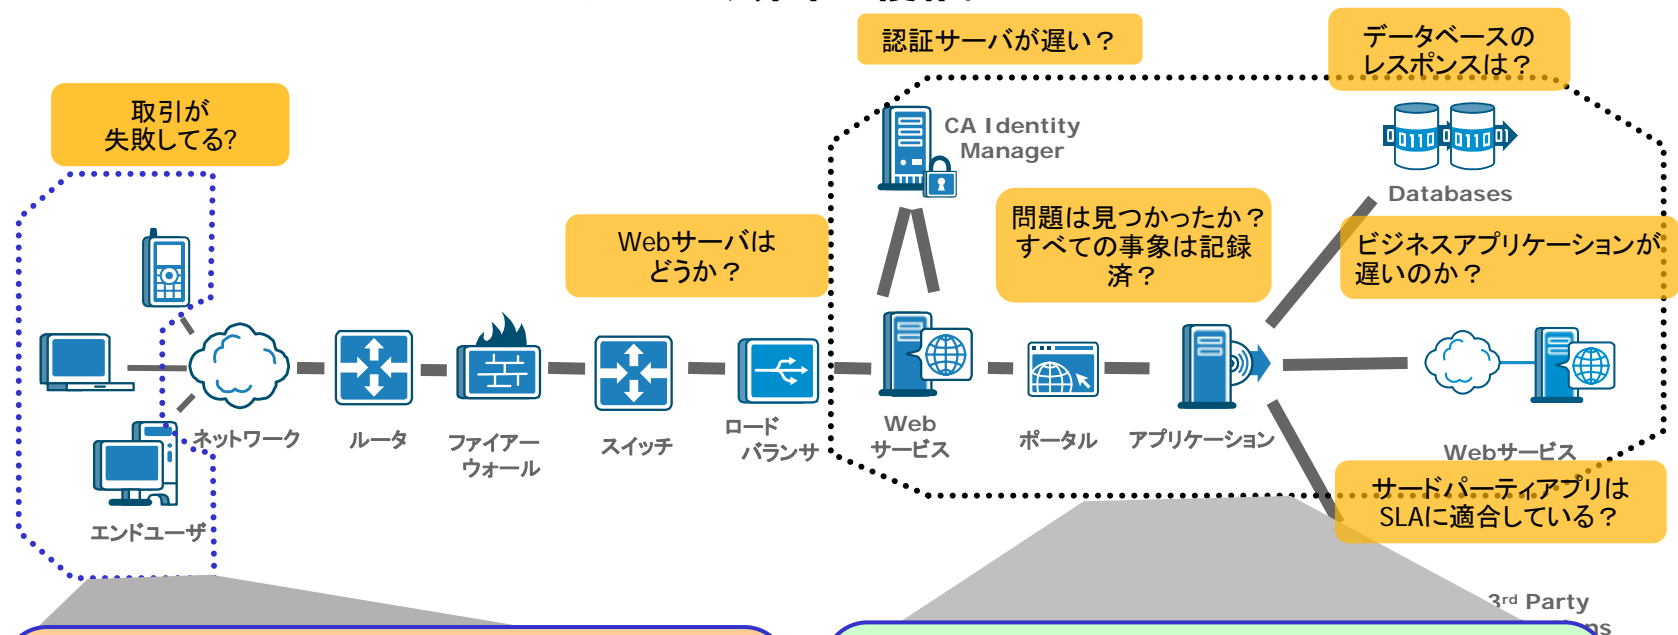 認証サーバが遅い？
データベースの
レスポンスは？
取引が
失敗してる?
CA Identity
Manager
0110
0110
Databases
Webサーバは
どうか？
問題は見つかったか？
すべての事象は記録
済？
ビジネスアプリケーションが
遅いのか？
ネットワーク
ルータ
ファイアー
ウォール
スイッチ
ロード
バランサ
Web
サービス
ポータル
アプリケーション
Webサービス
エンドユーザ
サードパーティアプリは
SLAに適合している？
3rd Party